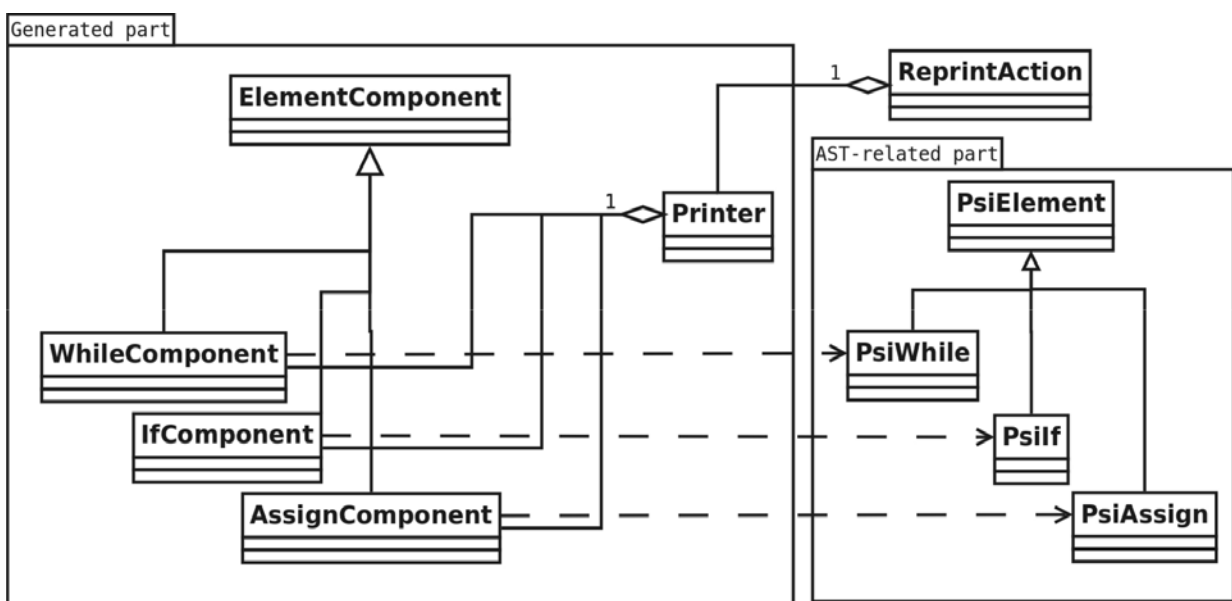 Generated part
ElementComponent
1
ReprintAction
AST-related part
PsiElement
1
Printer
WhileComponent
PsiWhile
IfComponent
PsiIf
AssignComponent
PsiAssign